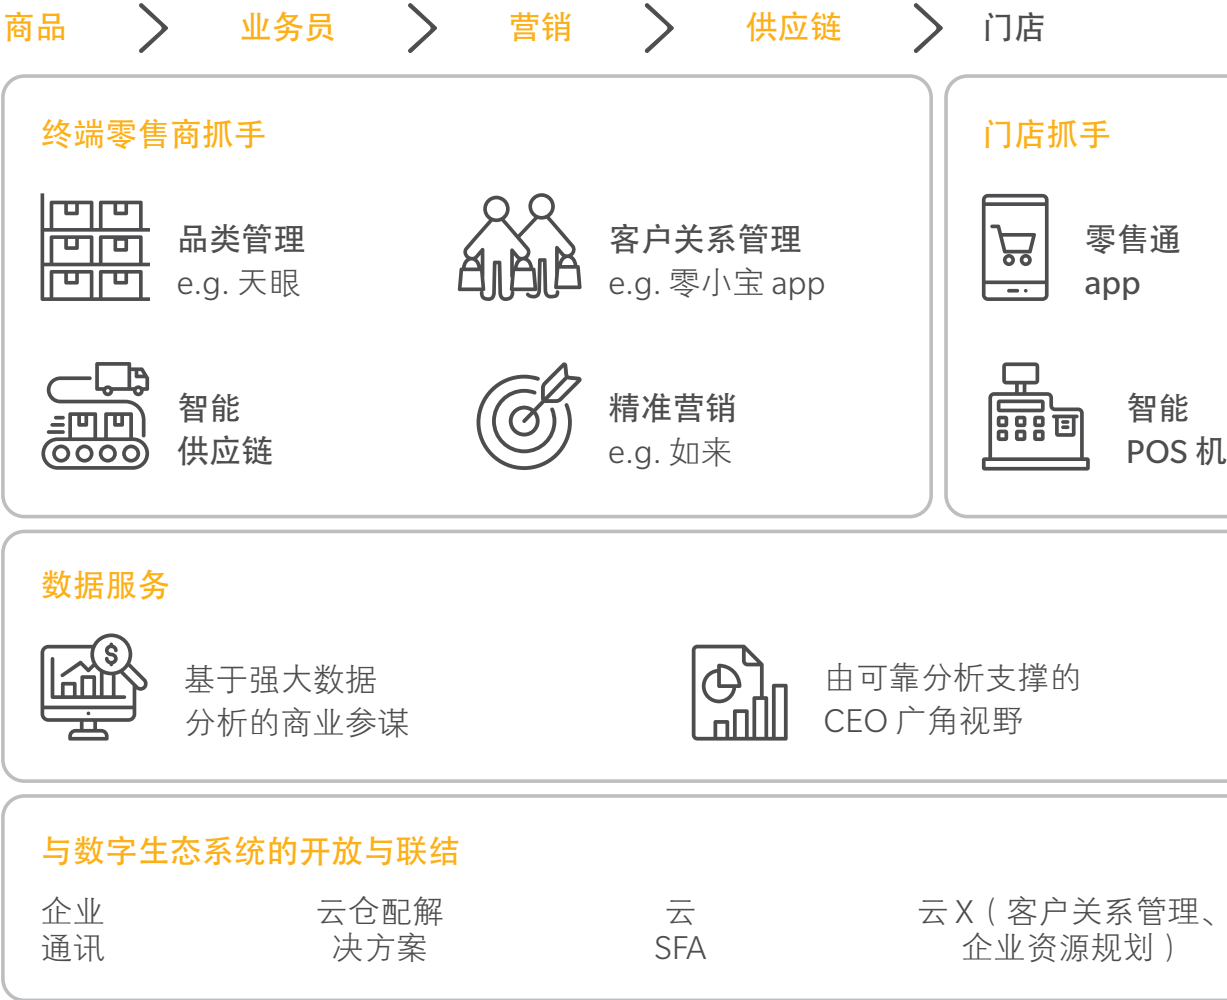 商品 业务员 营销 供应链 门店
终端零售商抓手
品类管理
e.g. 天眼
客户关系管理
e.g. 零小宝 app
智能
供应链
精准营销
e.g. 如来
门店抓手
零售通
app
智能
POS 机
数据服务
$
基于强大数据
分析的商业参谋
由可靠分析支撑的
CEO 广角视野
与数字生态系统的开放与联结
企业
通讯
云仓配解
决方案
云
SFA
云 X（客户关系管理、
企业资源规划）